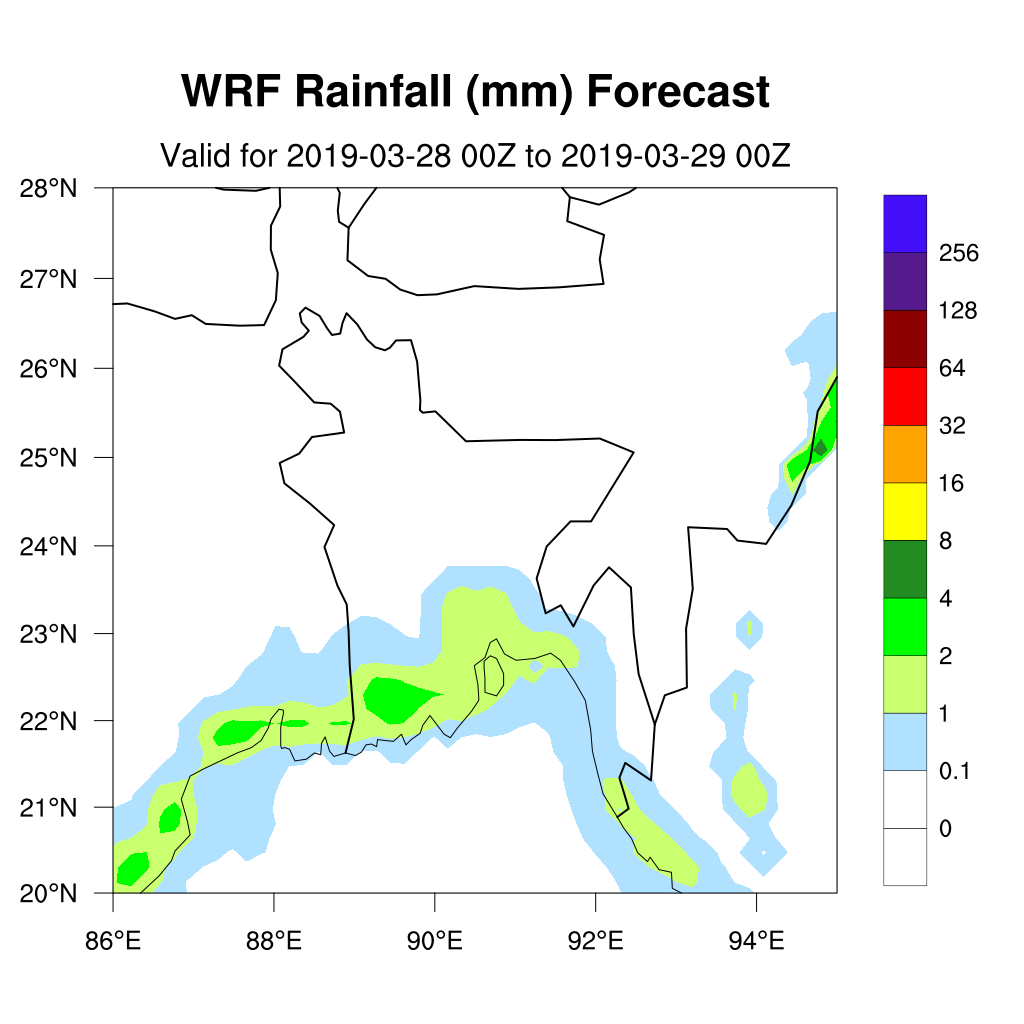 WRF Rainfall (mm) Forecast
Valid for 2019-03-28 00Z to 2019-03-29 00Z
28°N
27°N
26°N
25°N
24°N
23°N
22°N
21°N
20°N
86°E
88°E
90°E
92°E
94°E
256
128
64
32
16
8
4
2
1
0.1
0